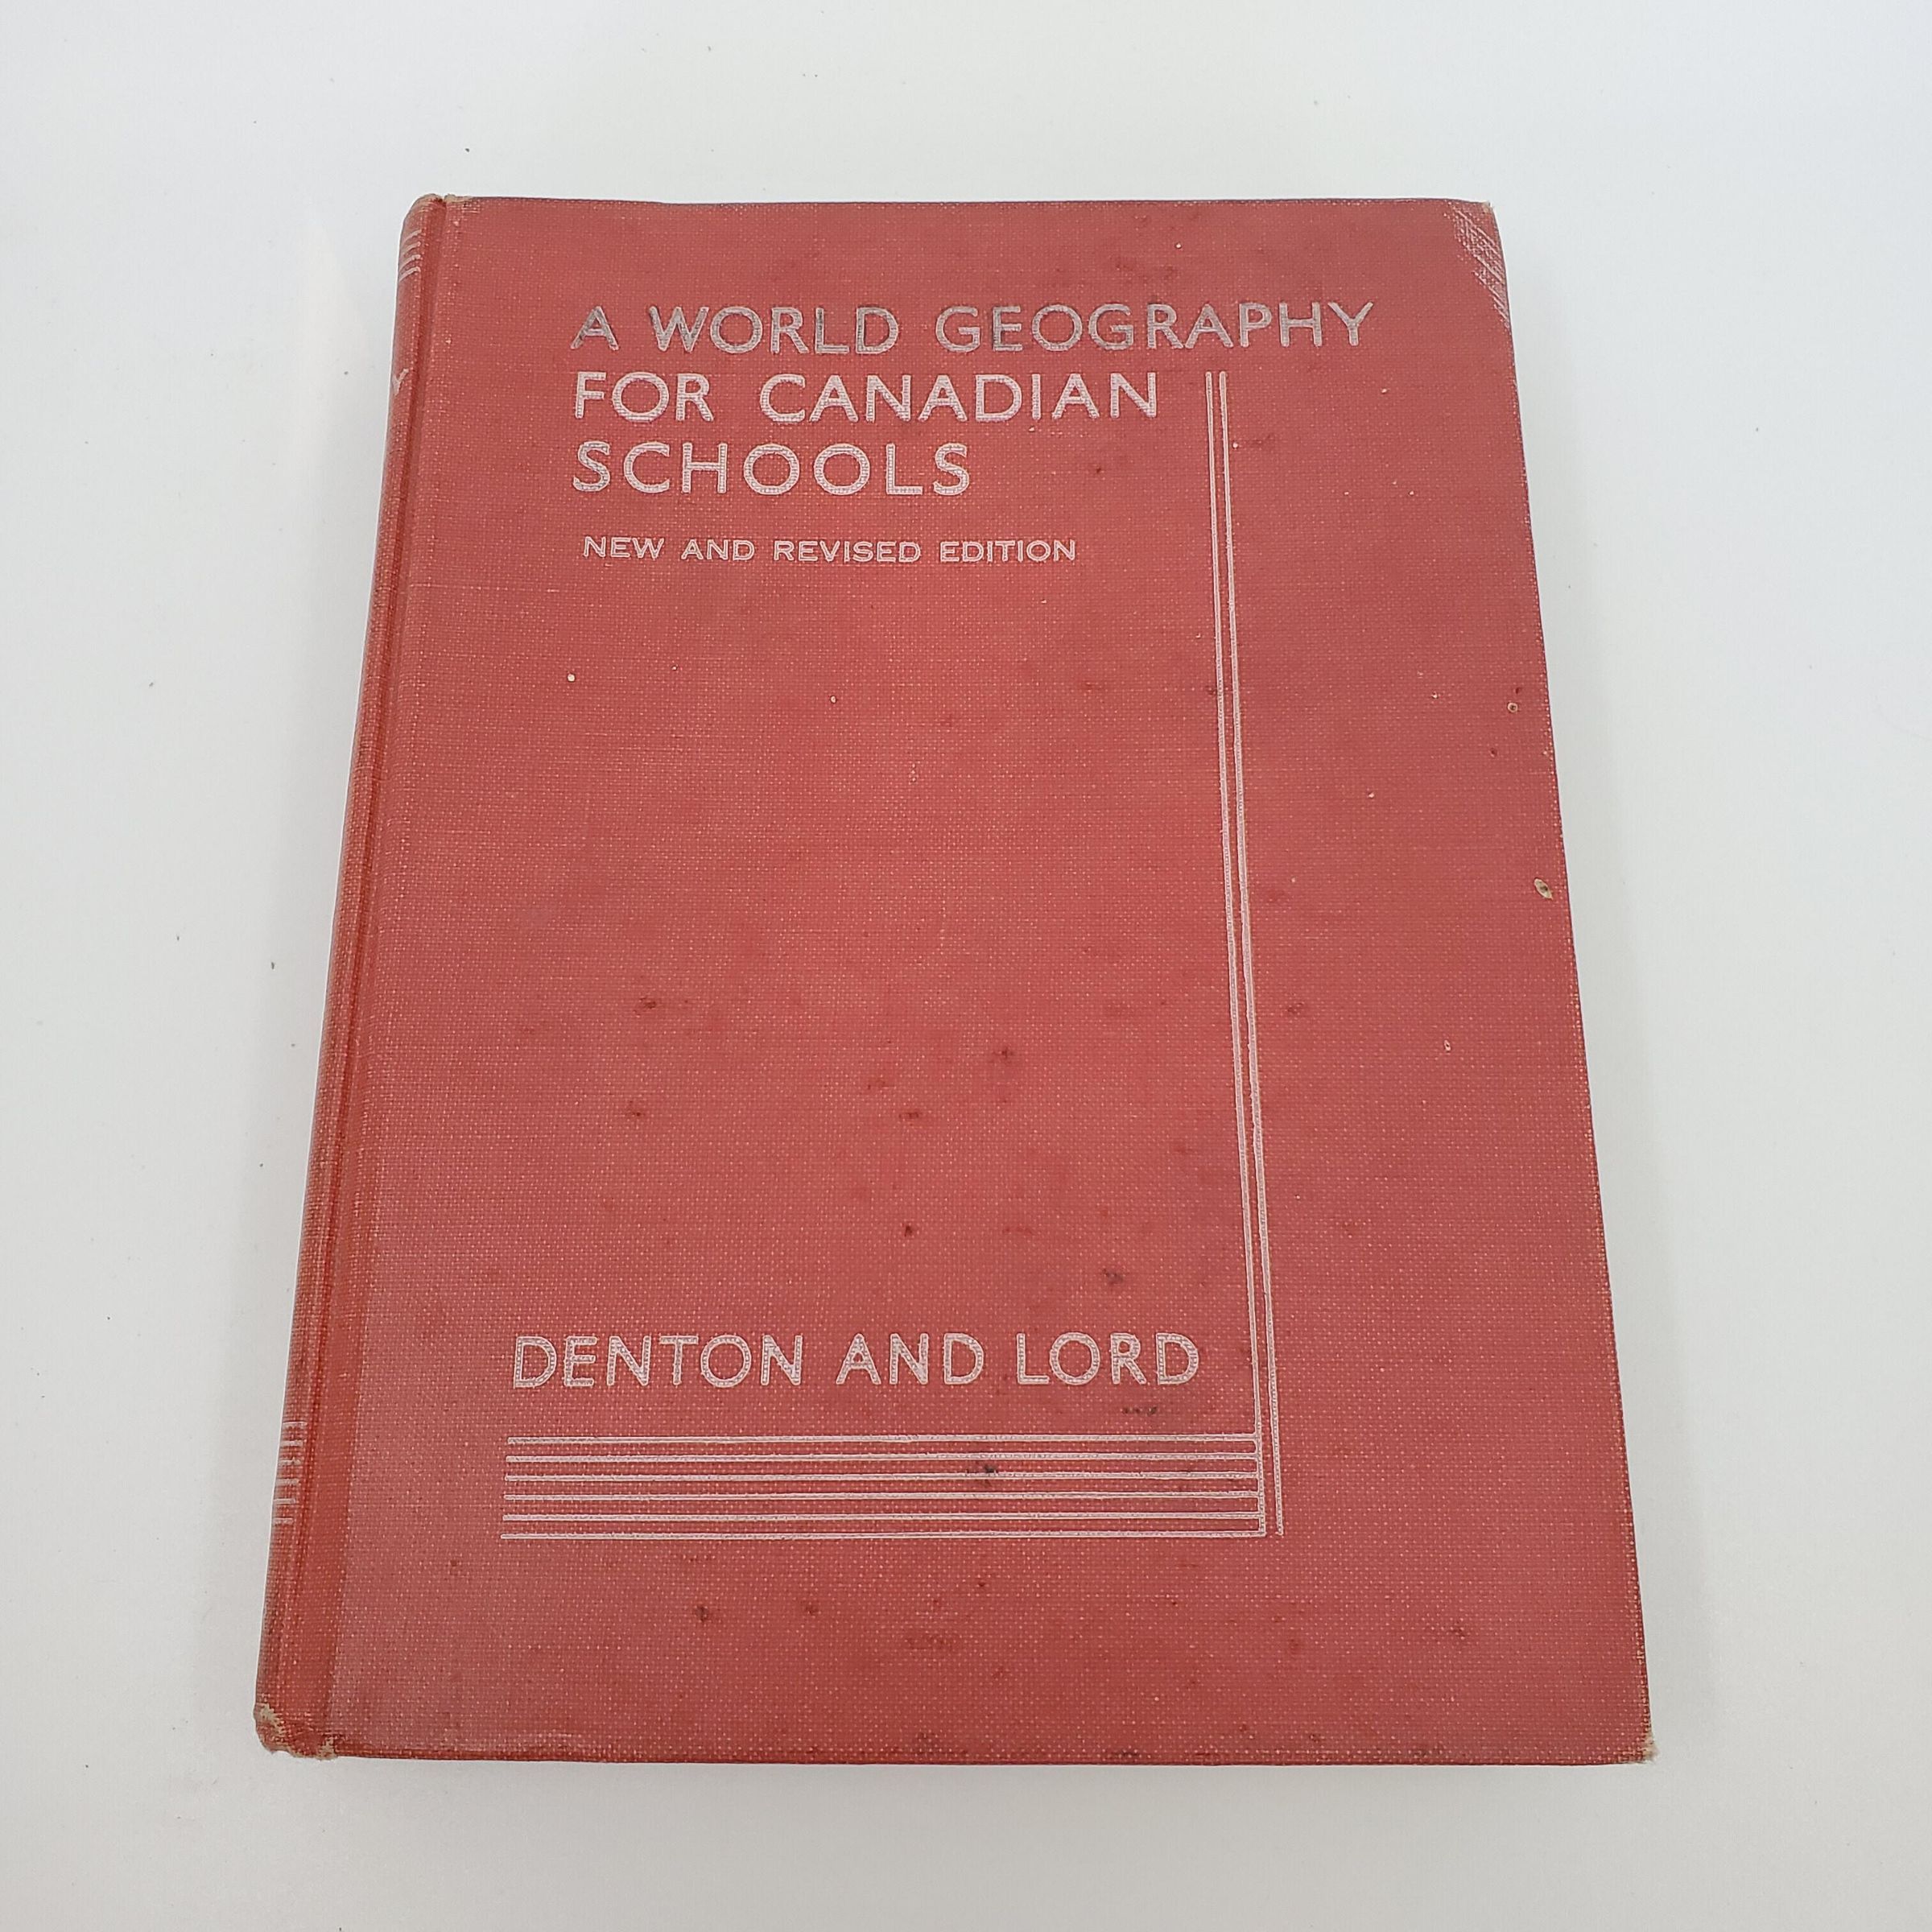 A WORLD GEOGRAPHY
FOR CANADIAN
SCHOOLS
NEW AND REVISED EDITION
DENTON AND LORD